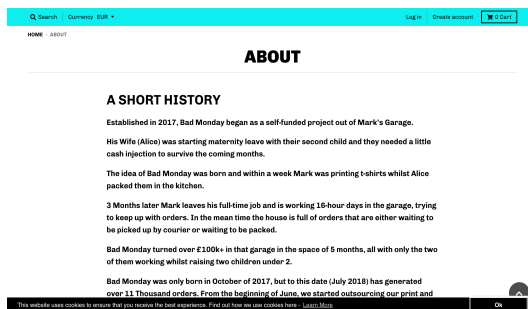 Search Currency EUR Log in Create account 0 Cart
HOME · ABOUT
ABOUT
A SHORT HISTORY
Established in 2017, Bad Monday began as a self-funded project out of Mark's Garage.
His Wife (Alice) was starting maternity leave with their second child and they needed a little
cash injection to survive the coming months.
The idea of Bad Monday was born and within a week Mark was printing t-shirts whilst Alice
packed them in the kitchen.
3 Months later Mark leaves his full-time job and is working 16-hour days in the garage, trying
to keep up with orders. In the mean time the house is full of orders that are either waiting to
be picked up by courier or waiting to be packed.
Bad Monday turned over £100k+ in that garage in the space of 5 months, all with only the two
of them working whilst raising two children under 2.
Bad Monday was only born in October of 2017, but to this date (July 2018) has generated
over 11 Thousand orders. From the beginning of June, we started outsourcing our print and
This website uses cookies to ensure that you receive the best experience. Find out how we use cookies here - Learn More Ok